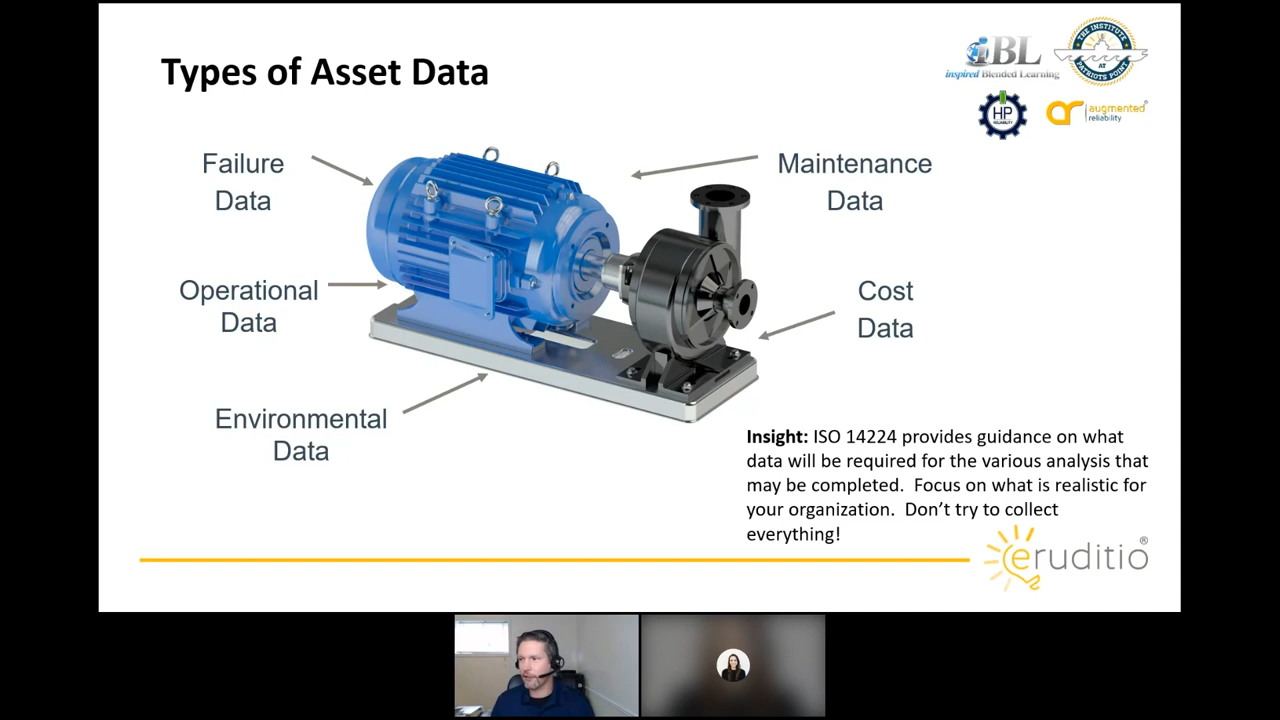 Types of Asset Data
iBL
inspired Blended Learning
THE INSTITUTE
AT
PATRIOTS POINT
HP
RELIABILITY
ar augmented®
reliability
Failure
Data
Maintenance
Data
Operational
Data
Cost
Data
Environmental
Data
Insight: ISO 14224 provides guidance on what
data will be required for the various analysis that
may be completed. Focus on what is realistic for
your organization. Don’t try to collect
everything!
eruditio®